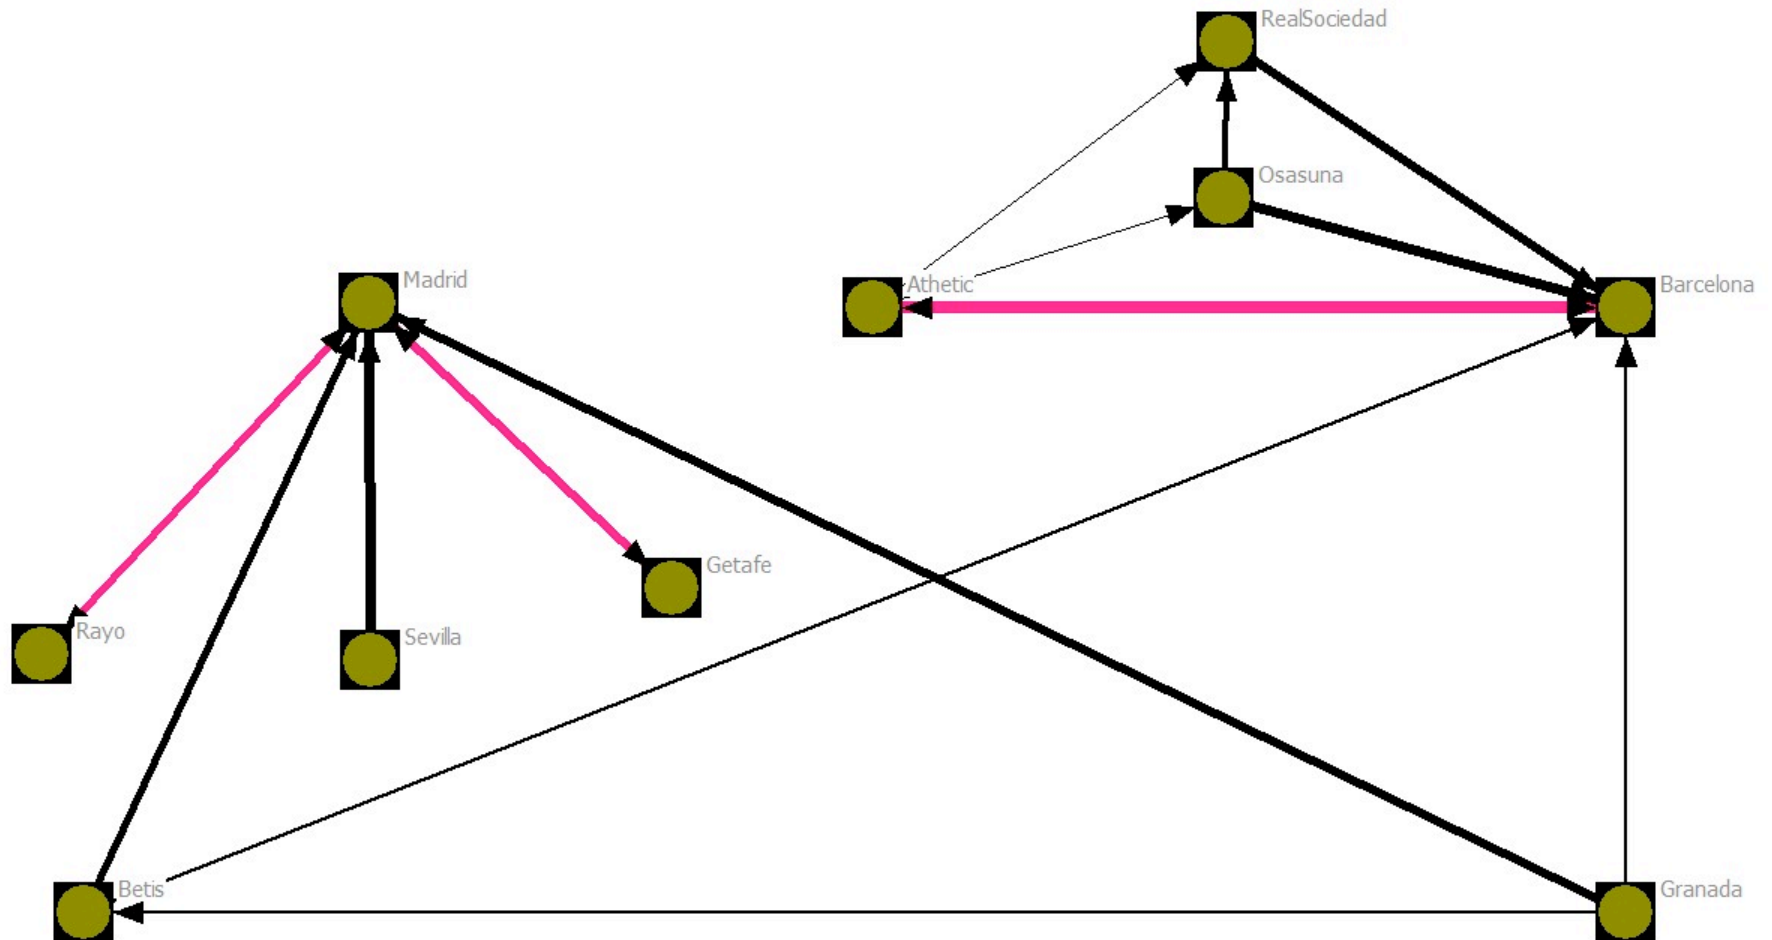 RealSociedad
Osasuna
Madrid
Athetic
Barcelona
Getafe
Rayo
Sevilla
Betis
Granada